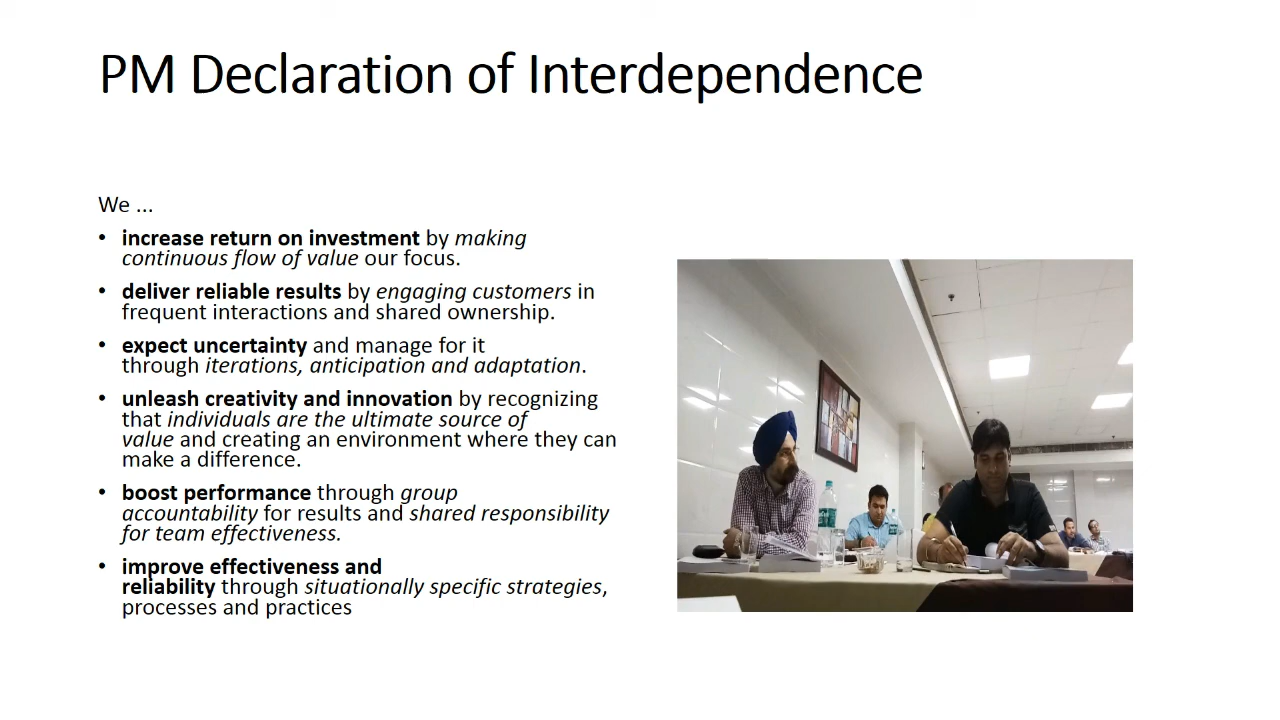 PM Declaration of Interdependence
We ...
• increase return on investment by making
continuous flow of value our focus.
• deliver reliable results by engaging customers in
frequent interactions and shared ownership.
• expect uncertainty and manage for it
through iterations, anticipation and adaptation.
• unleash creativity and innovation by recognizing
that individuals are the ultimate source of
value and creating an environment where they can
make a difference.
• boost performance through group
accountability for results and shared responsibility
for team effectiveness.
• improve effectiveness and
reliability through situationally specific strategies,
processes and practices